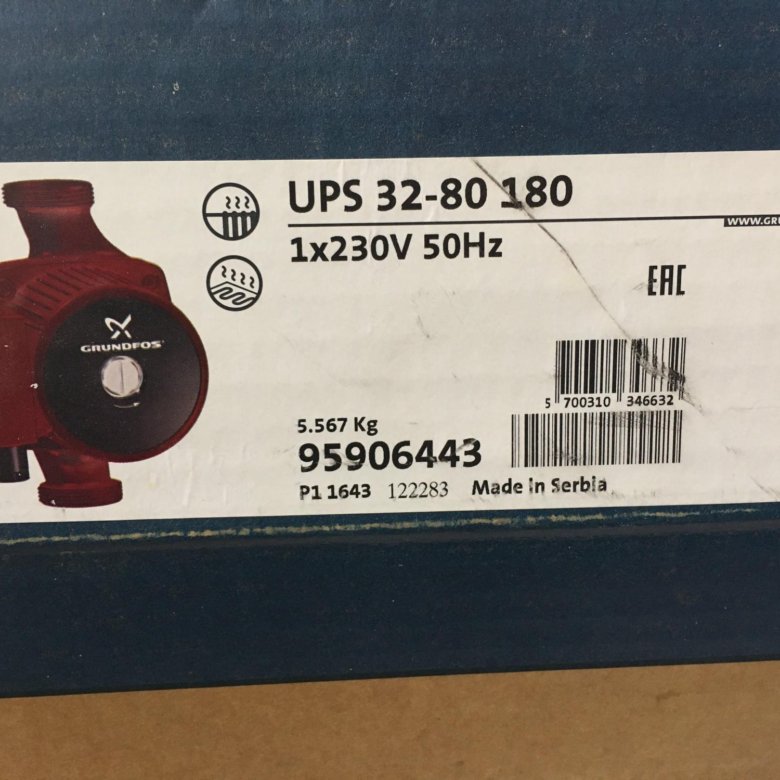 UPS 32-80 180
WWW.GR
1x230V 50Hz
EAC
GRUNDFOS
5 700310 346632
5.567 Kg
95906443
P1 1643 122283 Made in Serbia